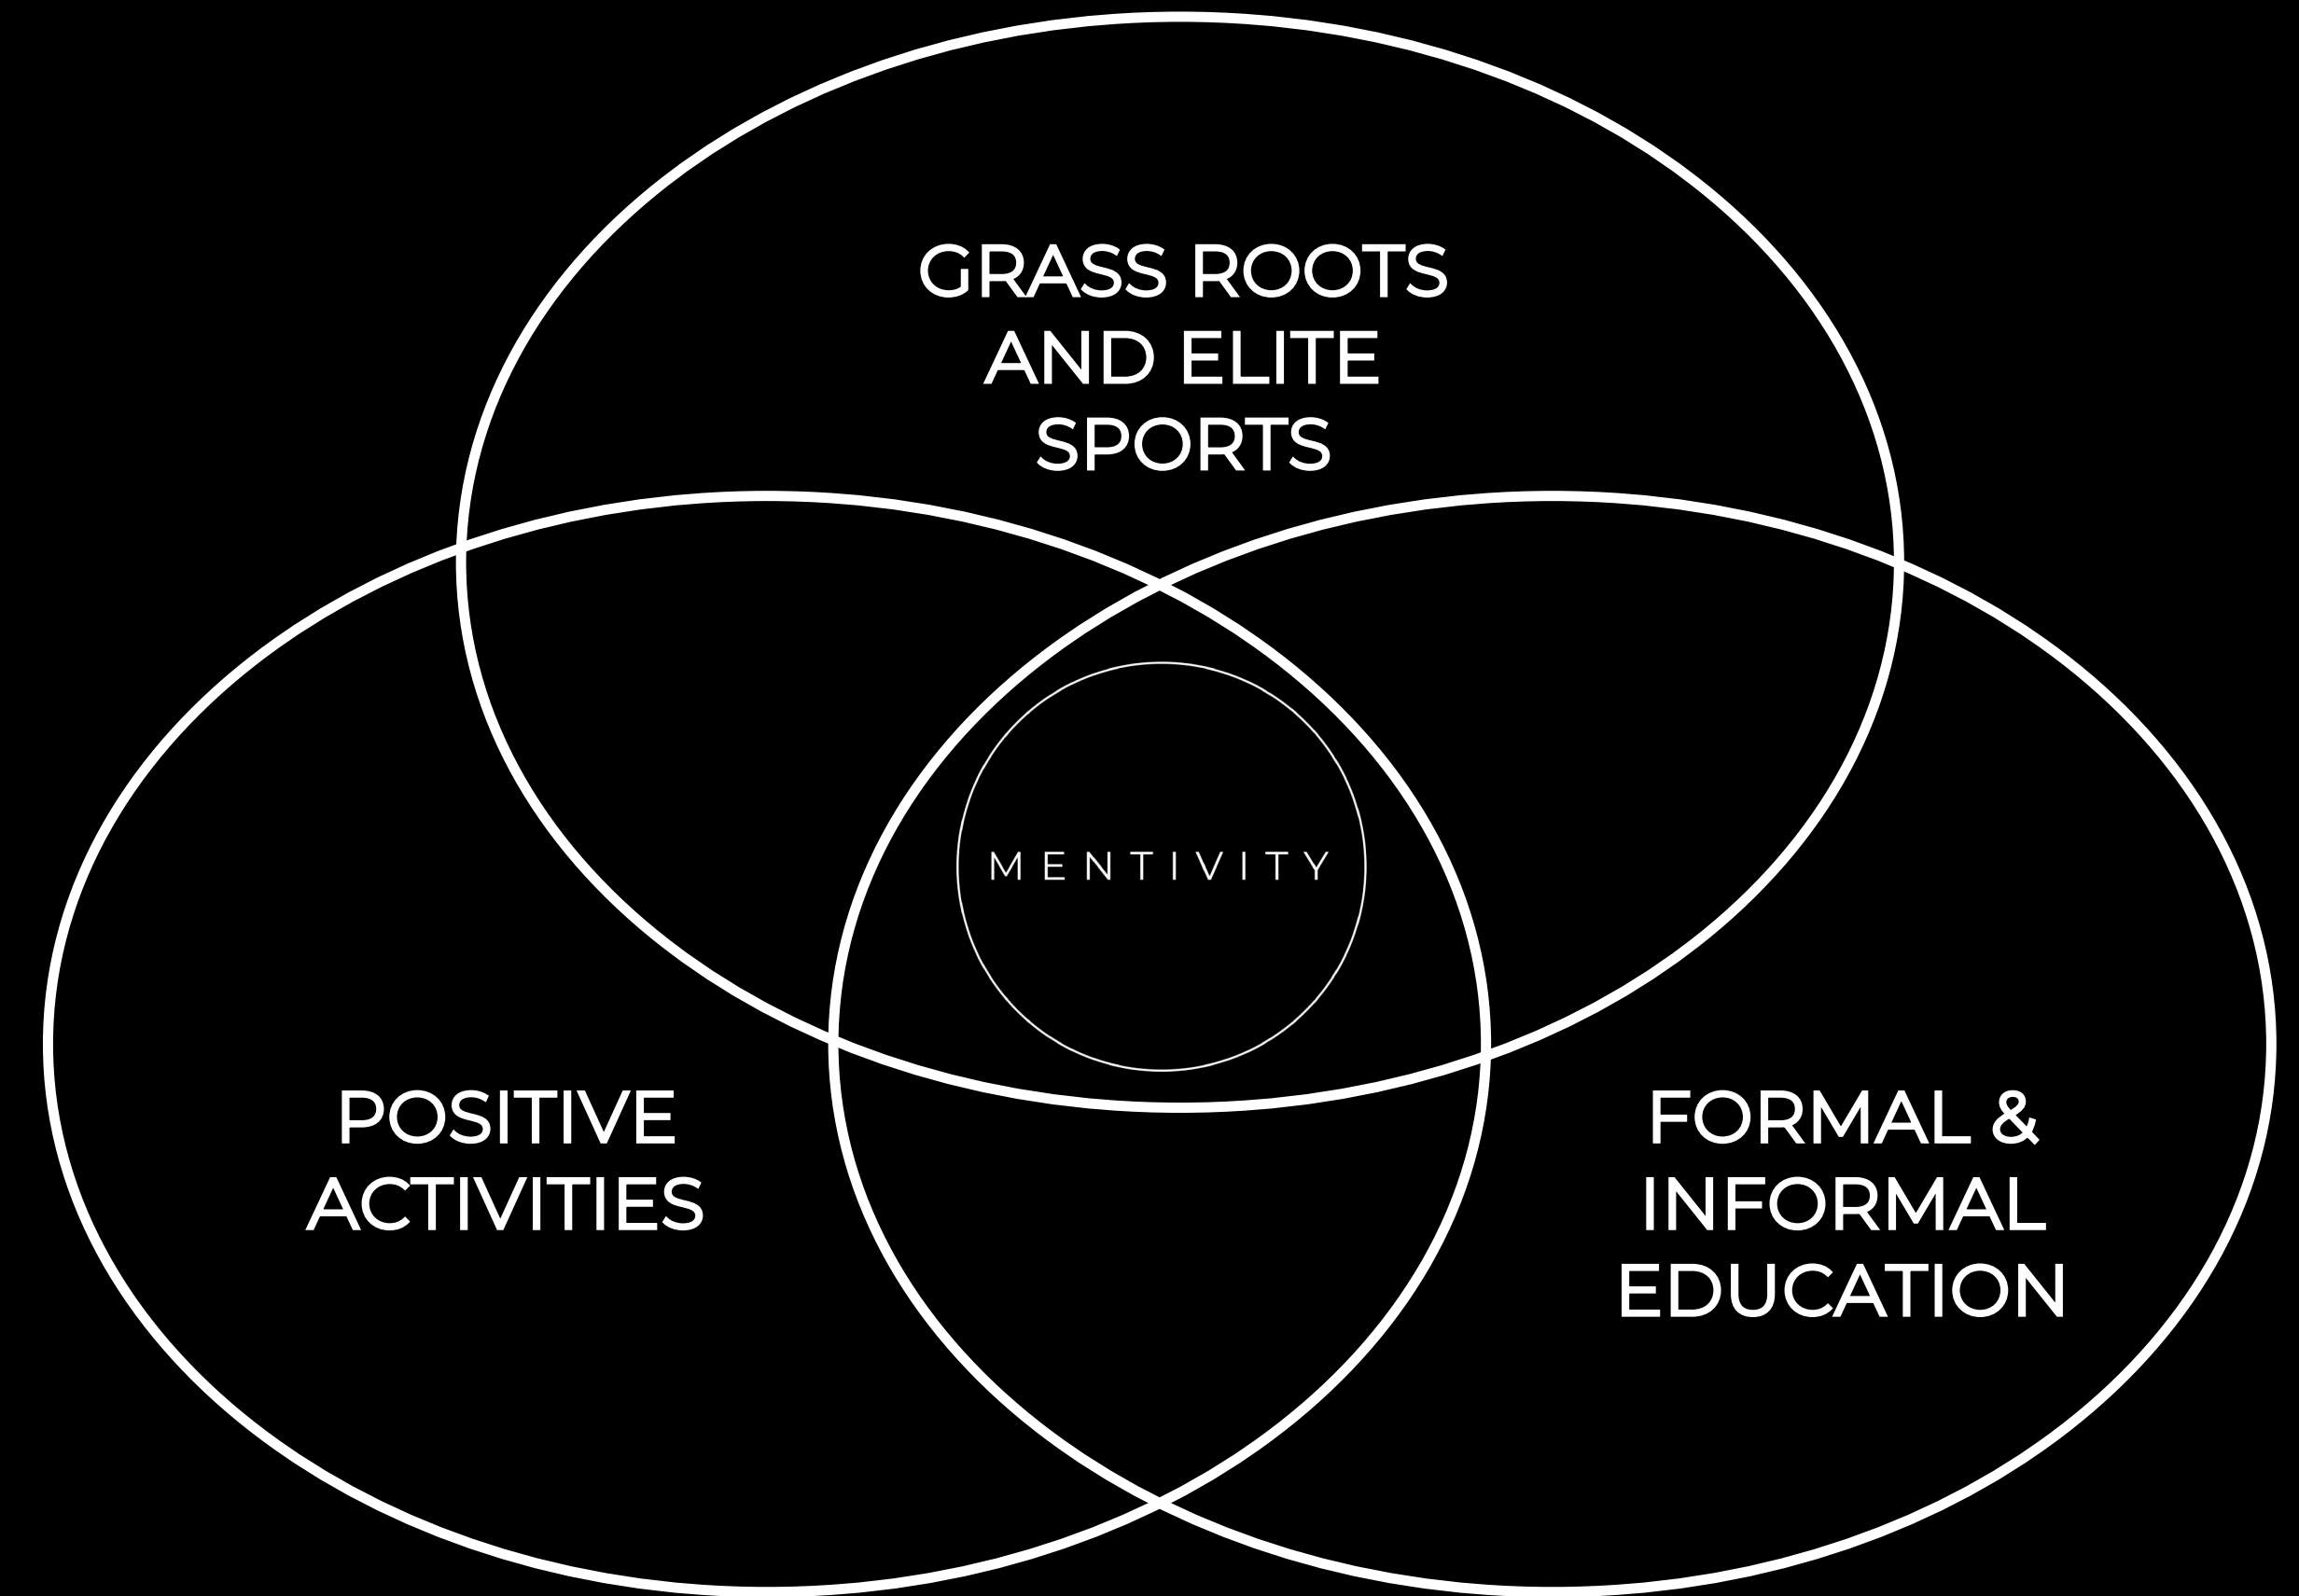 GRASS ROOTS
AND ELITE
SPORTS
MENTIVITY
POSITIVE
ACTIVITIES
FORMAL &
INFORMAL
EDUCATION